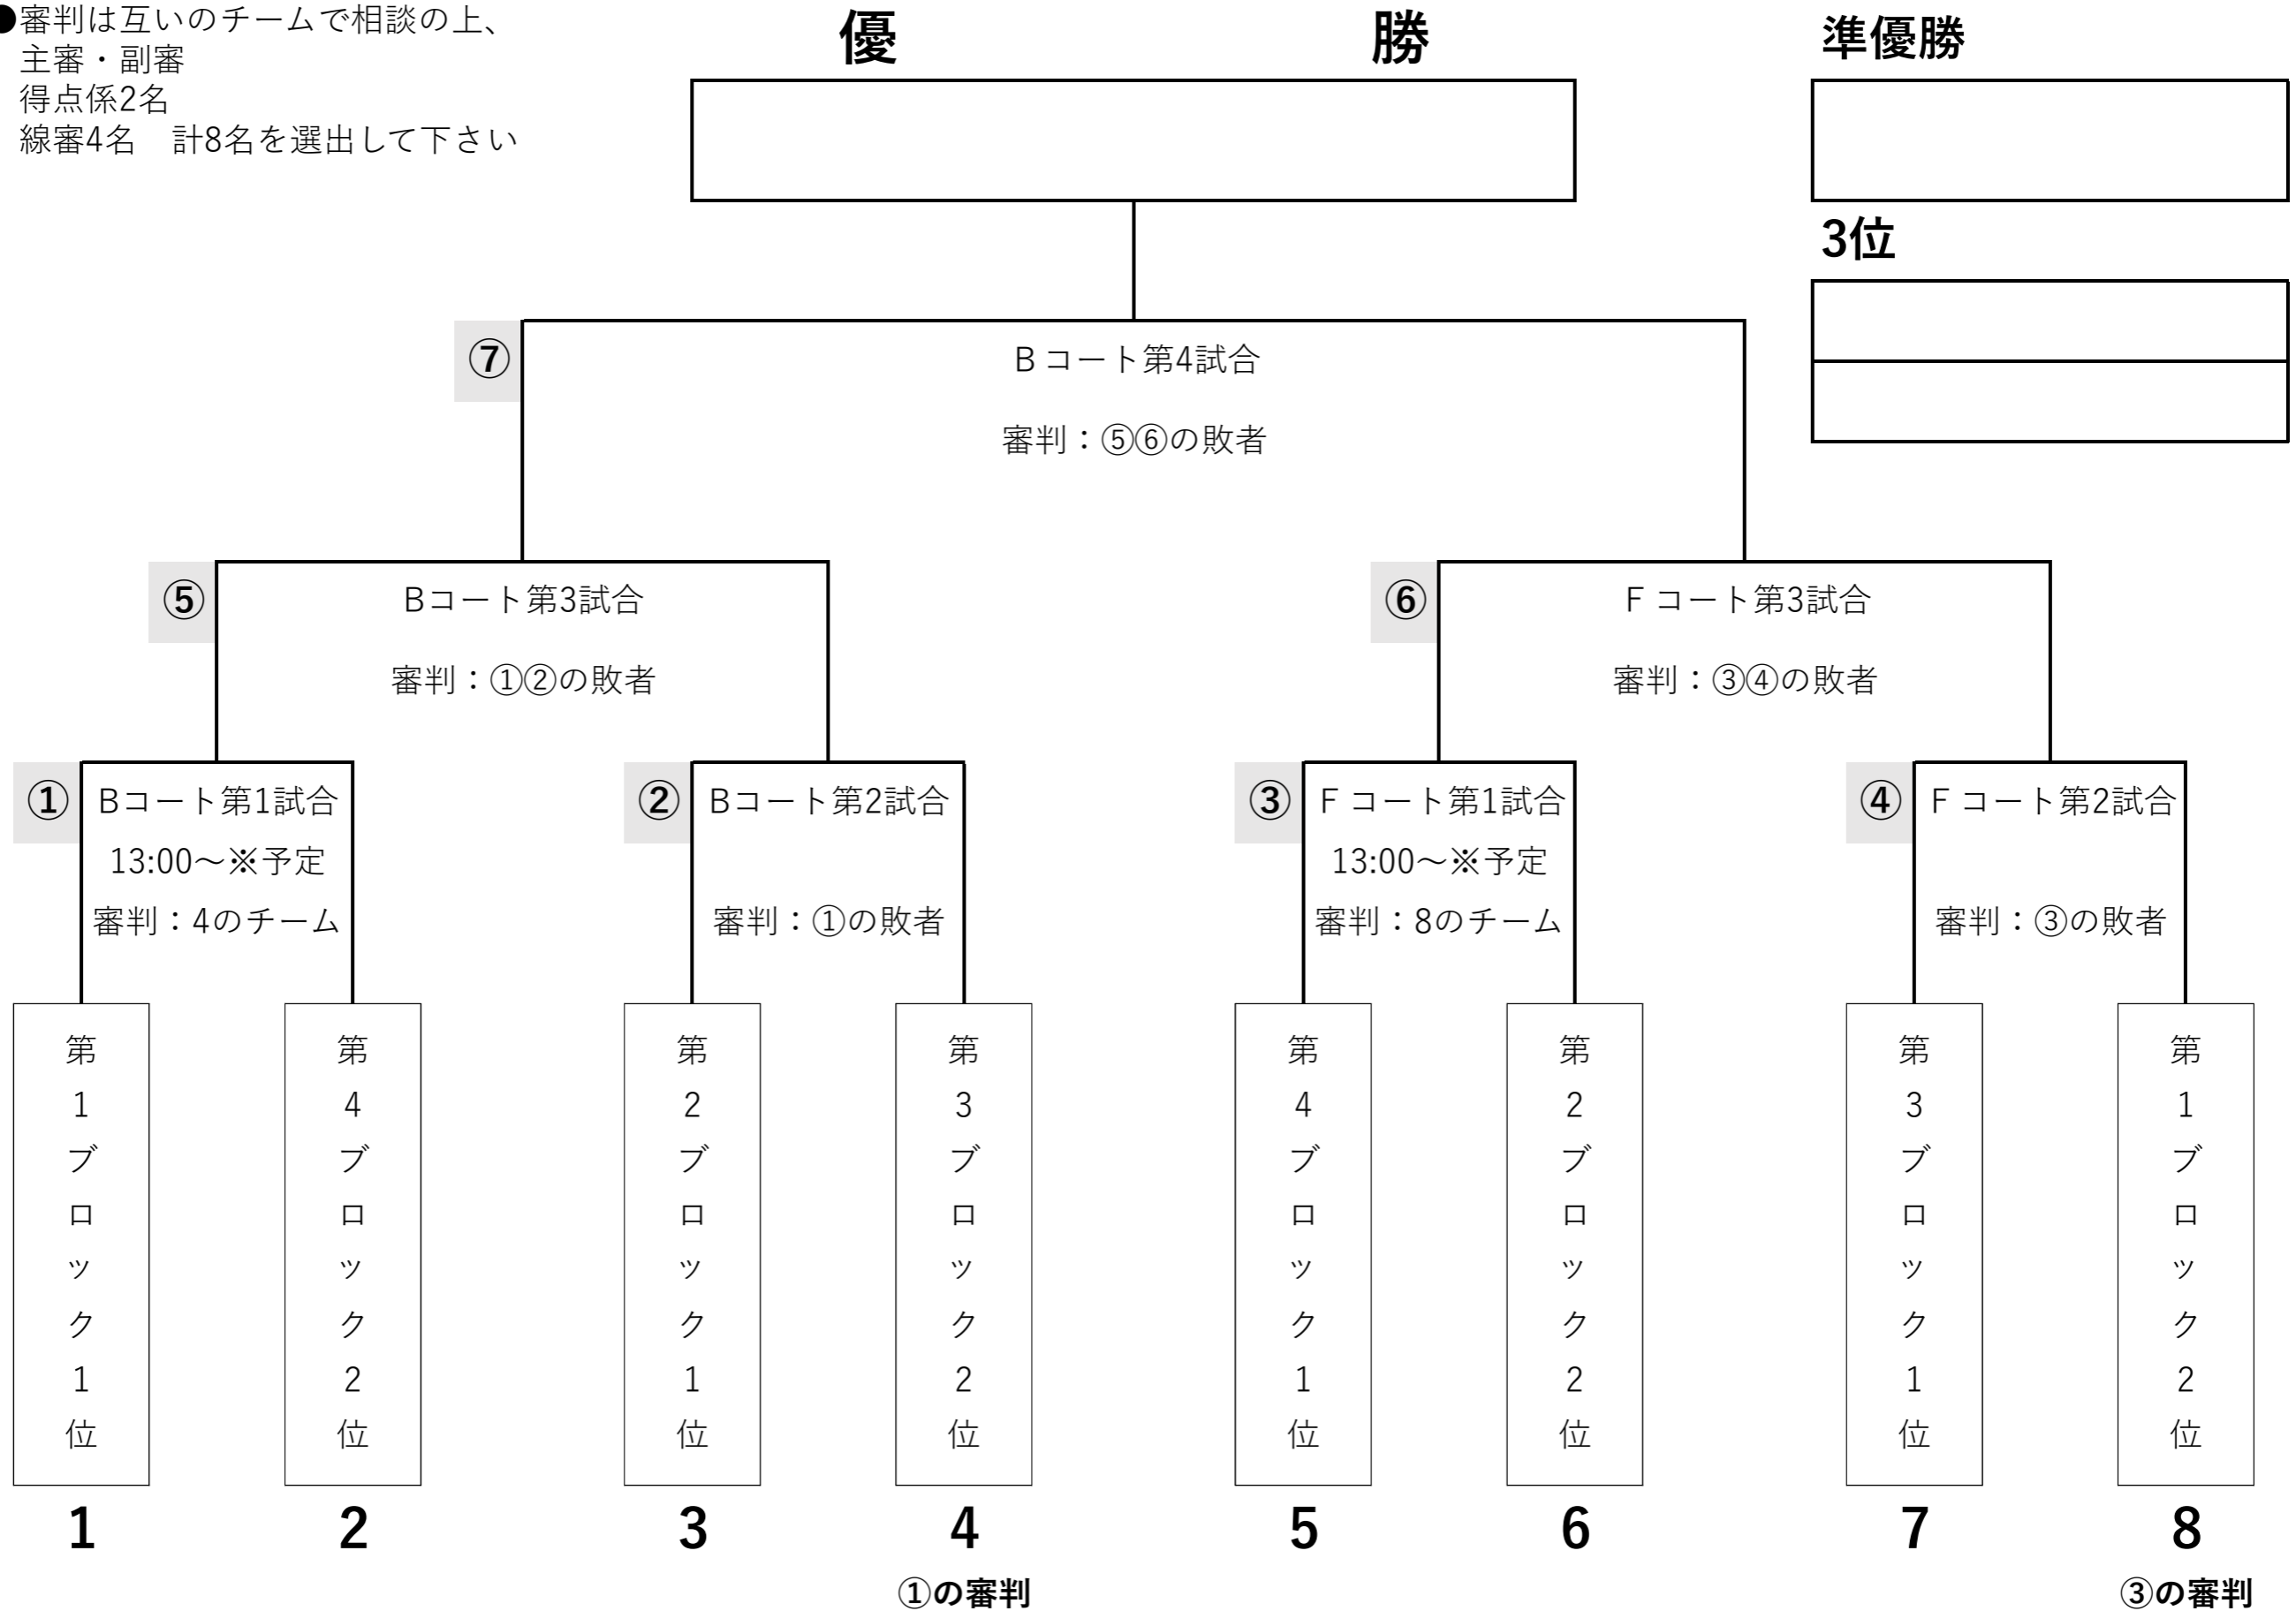 ●審判は互いのチームで相談の上、
主審・副審
得点係2名
線審4名　計8名を選出して下さい
優　勝
準優勝
3位
⑦
Ｂコート第4試合
審判：⑤⑥の敗者
⑤
Bコート第3試合
審判：①②の敗者
⑥
Ｆコート第3試合
審判：③④の敗者
①
Bコート第1試合
13:00～※予定
審判：4のチーム
②
Bコート第2試合
審判：①の敗者
③
Ｆコート第1試合
13:00～※予定
審判：8のチーム
④
Ｆコート第2試合
審判：③の敗者
第1ブロック1位
第4ブロック2位
第2ブロック1位
第3ブロック2位
第4ブロック1位
第2ブロック2位
第3ブロック1位
第1ブロック2位
1
2
3
4
5
6
7
8
①の審判
③の審判